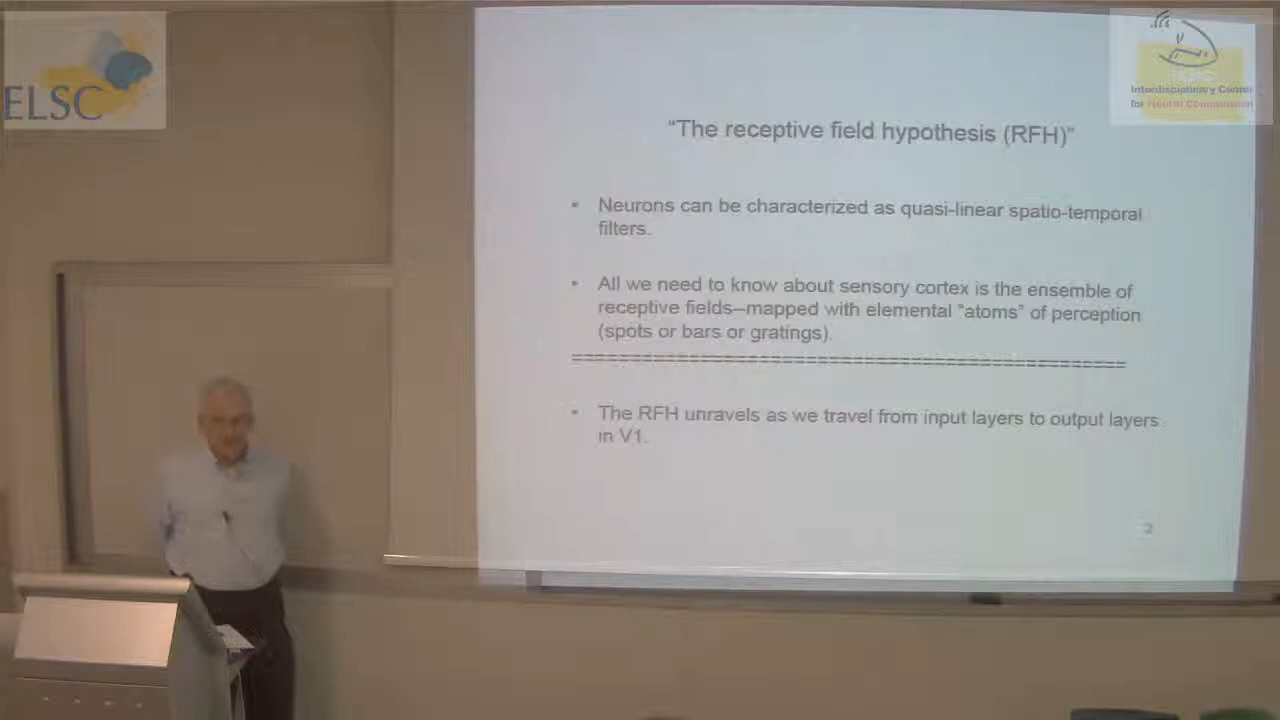 ELSC
Interdisciplinary Center
for Neural Computation
“The receptive field hypothesis (RFH)”
• Neurons can be characterized as quasi-linear spatio-temporal
filters.
• All we need to know about sensory cortex is the ensemble of
receptive fields—mapped with elemental “atoms” of perception
(spots or bars or gratings).
=======================================================
• The RFH unravels as we travel from input layers to output layers
in V1.
2